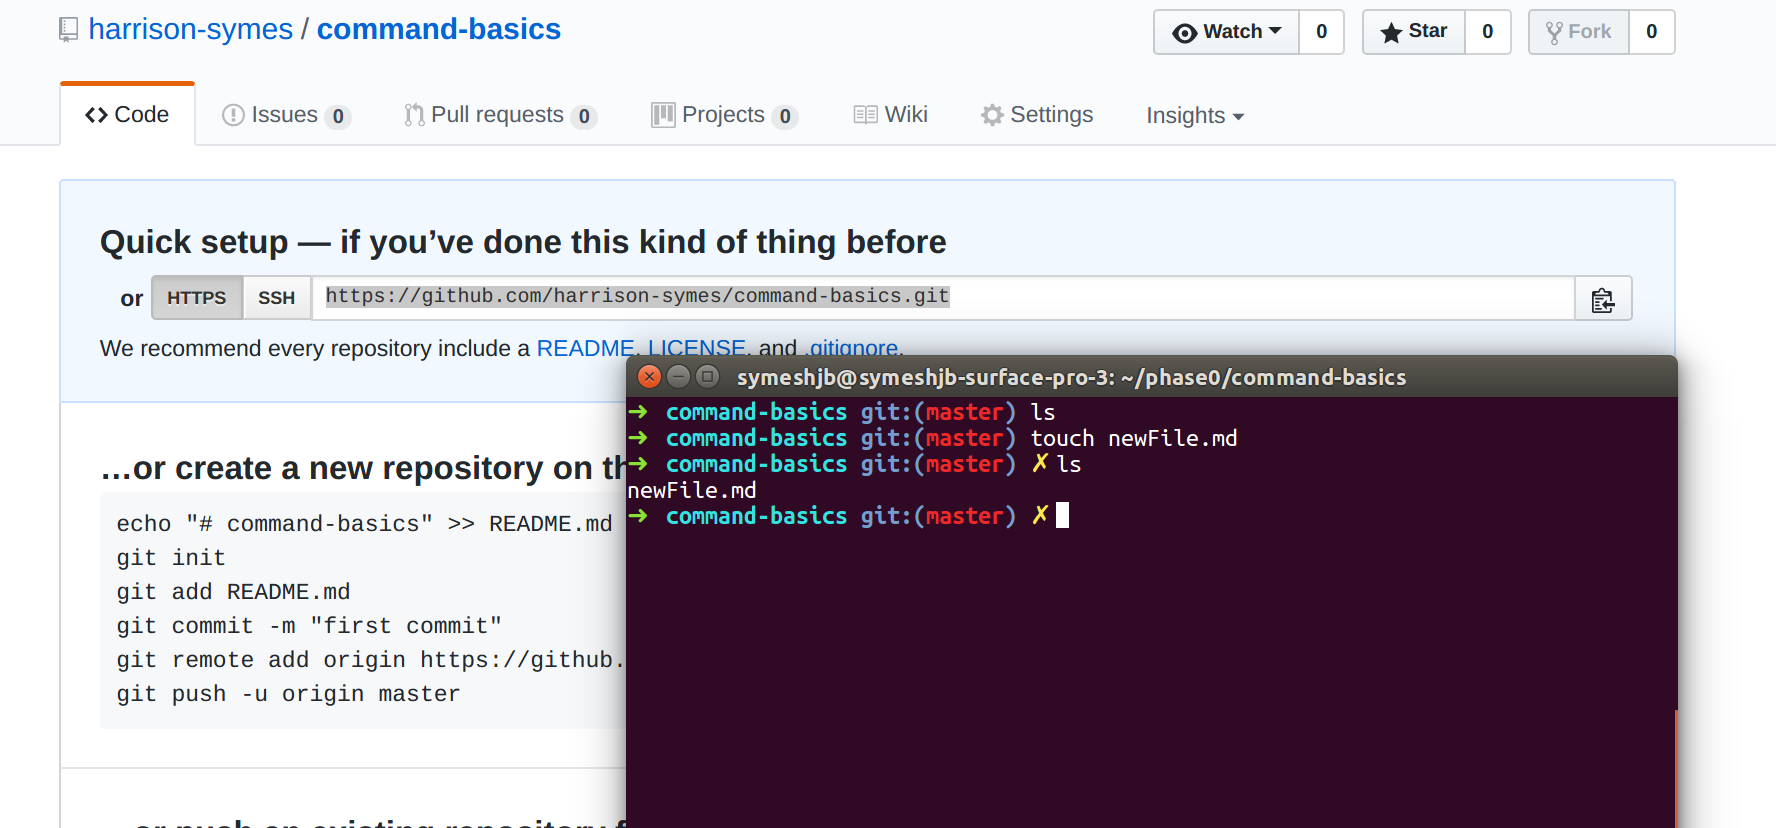 harrison-symes / command-basics
Watch 0 Star 0 Fork 0
Code Issues 0 Pull requests 0 Projects 0 Wiki Settings Insights
Quick setup — if you’ve done this kind of thing before
or HTTPS SSH https://github.com/harrison-symes/command-basics.git
We recommend every repository include a README, LICENSE, and .gitignore.
…or create a new repository on th
echo "# command-basics" >> README.md
git init
git add README.md
git commit -m "first commit"
git remote add origin https://github.
git push -u origin master
or push an existing repository f
symeshjb@symeshjb-surface-pro-3: ~/phase0/command-basics
➜ command-basics git:(master) ls
➜ command-basics git:(master) touch newFile.md
➜ command-basics git:(master) ✗ ls
newFile.md
➜ command-basics git:(master) ✗